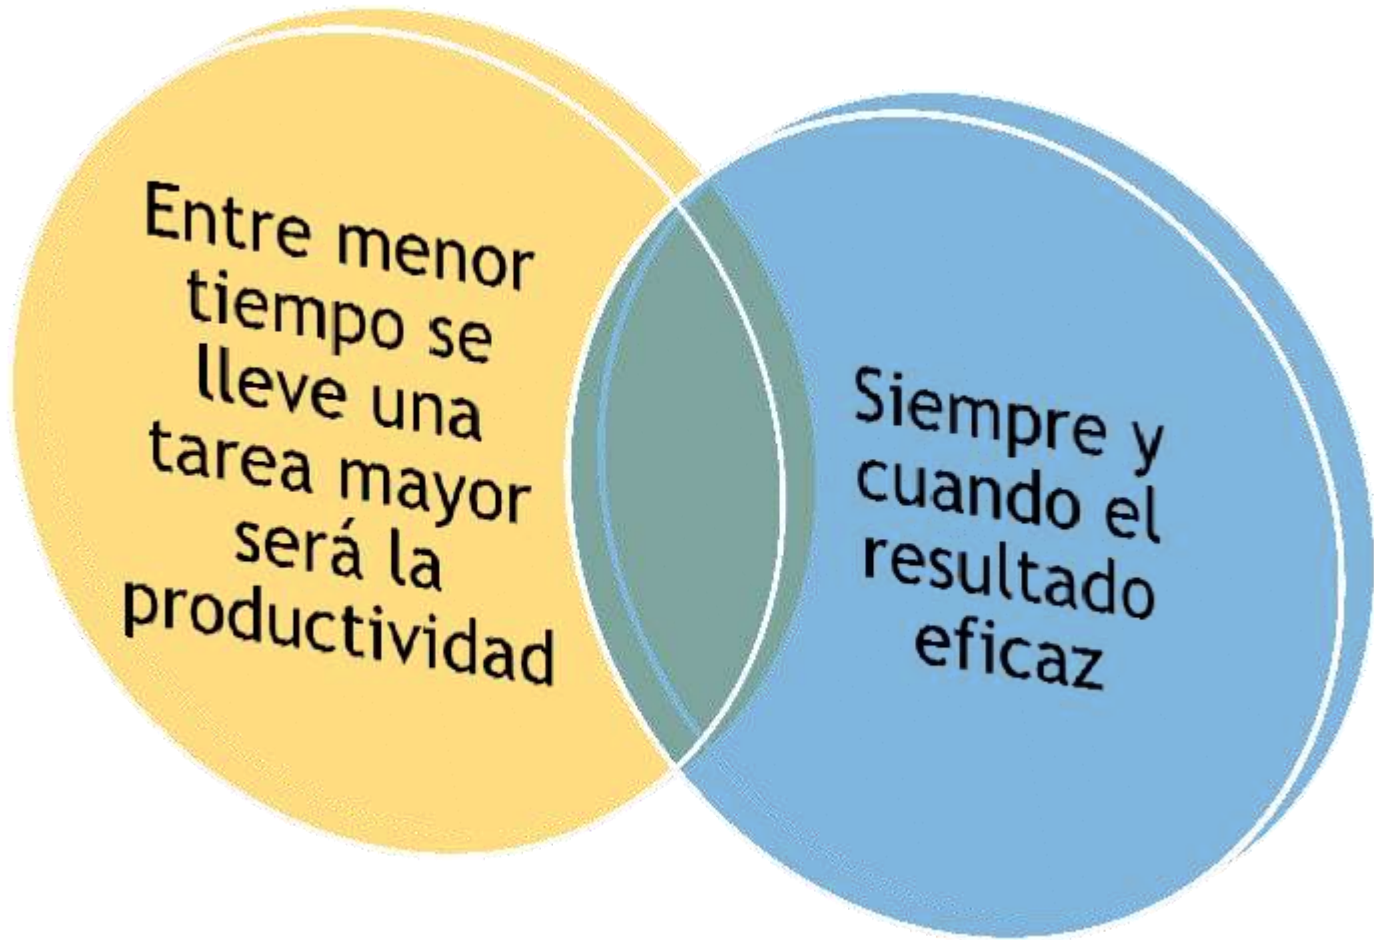 Entre menor
tiempo se
lleve una
tarea mayor
será la
productividad
Siempre y
cuando el
resultado
eficaz